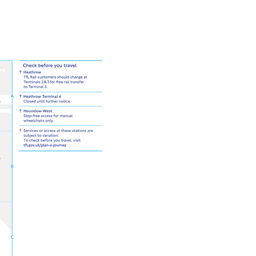 Check before you travel
† Heathrow
TfL Rail customers should change at
Terminals 2 & 3 for free rail transfer
to Terminal 5.
† Heathrow Terminal 4
Closed until further notice.
† Hounslow West
Step-free access for manual
wheelchairs only.
† Services or access at these stations are
subject to variation.
To check before you travel, visit
tfl.gov.uk/plan-a-journey